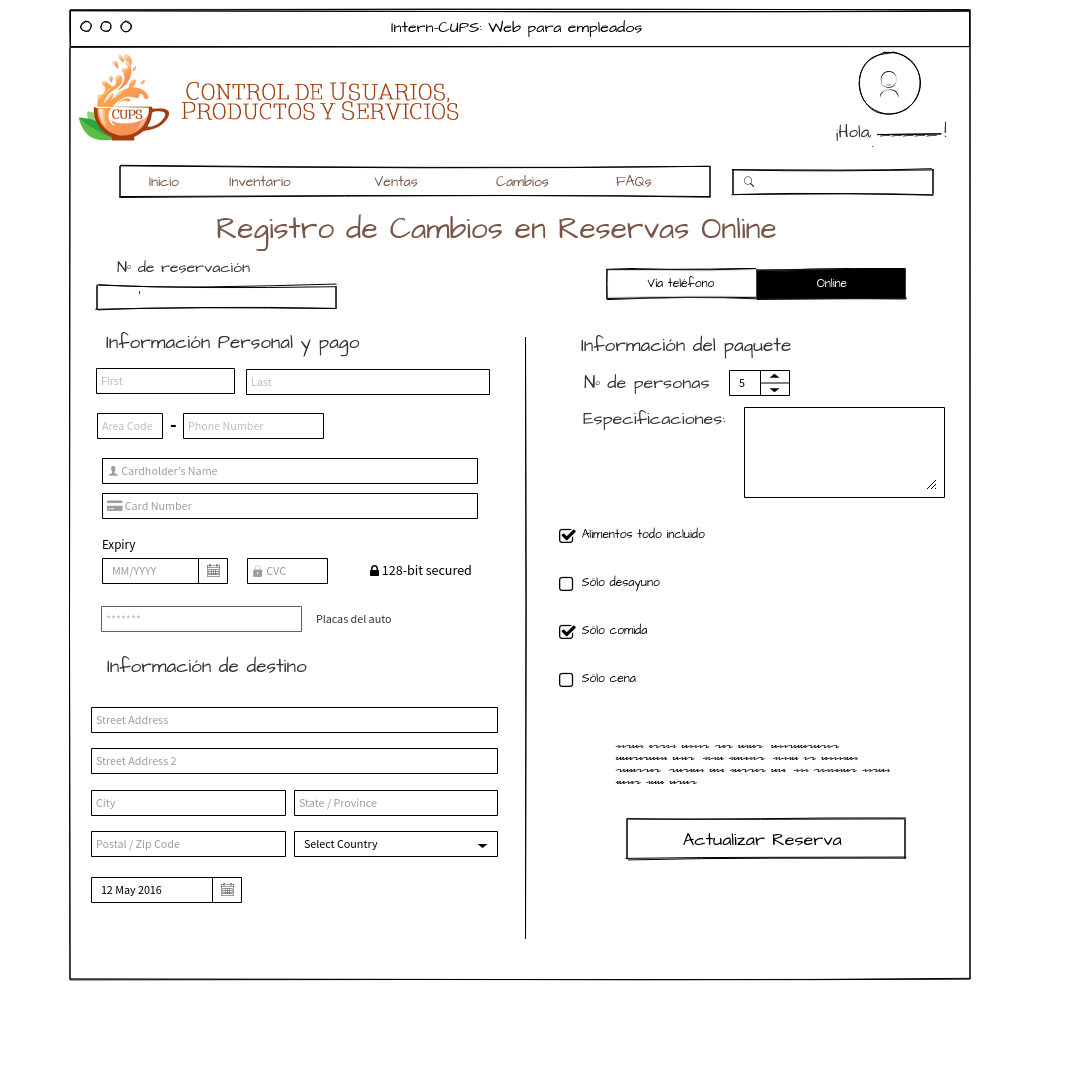 Intern-CUPS: Web para empleados
CUPS
CONTROL DE USUARIOS,
PRODUCTOS Y SERVICIOS
¡Hola, !
Inicio Inventario Ventas Cambios FAQs
Registro de Cambios en Reservas Online
Nº de reservación
Vía teléfono Online
Información Personal y pago
First Last
Area Code - Phone Number
Cardholder's Name
Card Number
Expiry
MM/YYYY CVC 128-bit secured
******* Placas del auto
Información de destino
Street Address
Street Address 2
City State / Province
Postal / Zip Code Select Country
12 May 2016
Información del paquete
Nº de personas 5
Especificaciones:
Alimentos todo incluido
Sólo desayuno
Sólo comida
Sólo cena
Actualizar Reserva